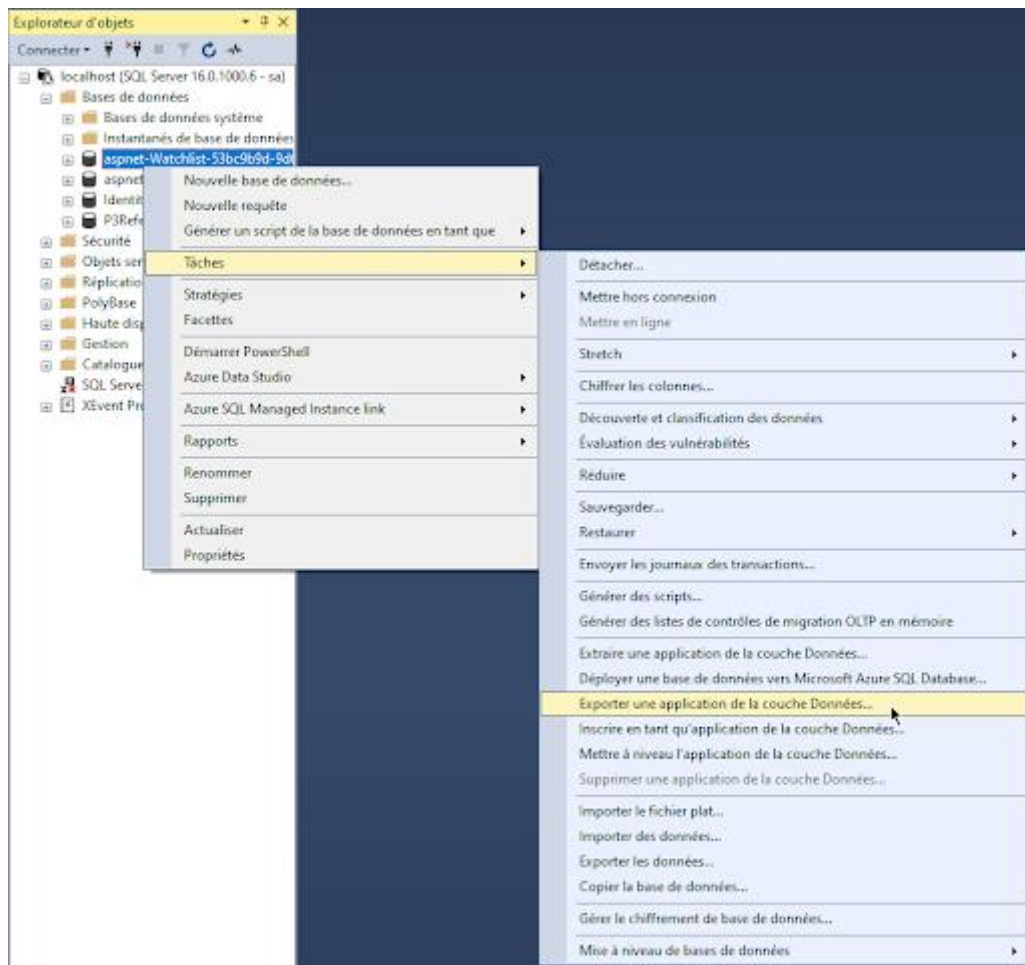 Explorateur d'objets
Connecter
localhost (SQL Server 16.0.1000.6 - sa)
Bases de données
Bases de données système
Instantanés de base de données
aspnet-Watchlist-53bc9b9d-9d
aspnet
Identit
P3Refe
Sécurité
Objets ser
Réplicatio
PolyBase
Haute disp
Gestion
Catalogue
SQL Serve
XEvent Pr
Nouvelle base de données...
Nouvelle requête
Générer un script de la base de données en tant que
Tâches
Stratégies
Facettes
Démarrer PowerShell
Azure Data Studio
Azure SQL Managed Instance link
Rapports
Renommer
Supprimer
Actualiser
Propriétés
Détacher...
Mettre hors connexion
Mettre en ligne
Stretch
Chiffrer les colonnes...
Découverte et classification des données
Évaluation des vulnérabilités
Réduire
Sauvegarder...
Restaurer
Envoyer les journaux des transactions...
Générer des scripts...
Générer des listes de contrôles de migration OLTP en mémoire
Extraire une application de la couche Données...
Déployer une base de données vers Microsoft Azure SQL Database...
Exporter une application de la couche Données...
Inscrire en tant qu'application de la couche Données...
Mettre à niveau l'application de la couche Données...
Supprimer une application de la couche Données...
Importer le fichier plat...
Importer des données...
Exporter les données...
Copier la base de données...
Gérer le chiffrement de base de données...
Mise à niveau de bases de données